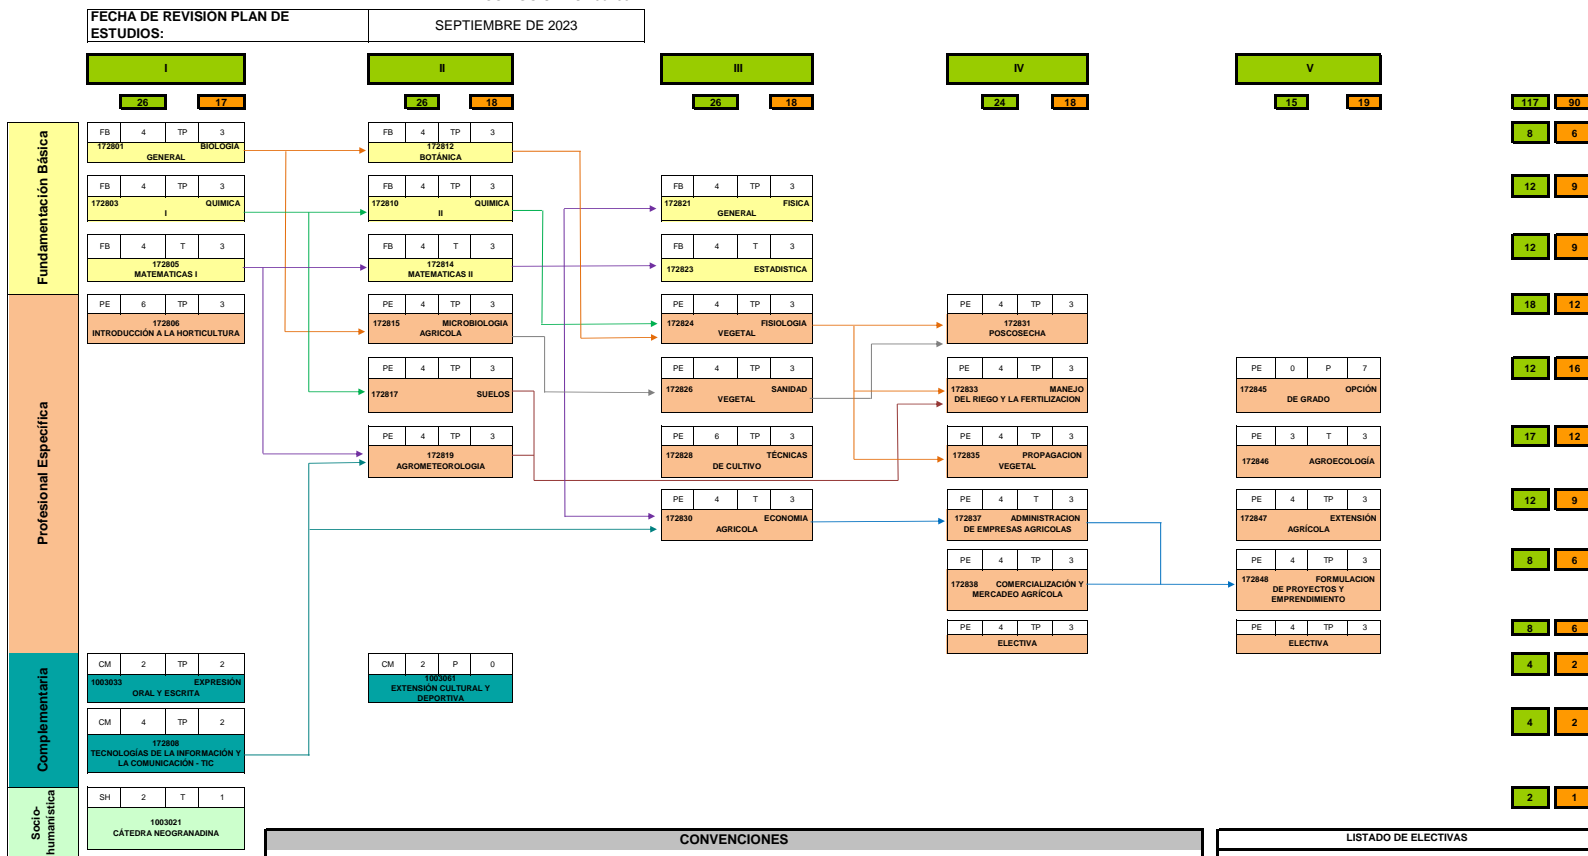 FECHA DE REVISION PLAN DE
ESTUDIOS:
SEPTIEMBRE DE 2023
I II III IV V
26 17 26 18 26 18 24 18 15 19 117 90
Fundamentación Básica
FB 4 TP 3 FB 4 TP 3 8 6
172801 BIOLOGIA
GENERAL
172812
BOTÁNICA
FB 4 TP 3 FB 4 TP 3 FB 4 TP 3 12 9
172803 QUIMICA
I
172810 QUIMICA
II
172821 FISICA
GENERAL
FB 4 T 3 FB 4 T 3 FB 4 T 3 12 9
172805
MATEMATICAS I
172814
MATEMATICAS II
172823 ESTADISTICA
Profesional Específica
PE 6 TP 3 PE 4 TP 3 PE 4 TP 3 PE 4 TP 3 18 12
172806
INTRODUCCIÓN A LA HORTICULTURA
172815 MICROBIOLOGIA
AGRICOLA
172824 FISIOLOGIA
VEGETAL
172831
POSCOSECHA
PE 4 TP 3 PE 4 TP 3 PE 4 TP 3 PE 0 P 7 12 16
172817 SUELOS
172826 SANIDAD
VEGETAL
172833 MANEJO
DEL RIEGO Y LA FERTILIZACION
172845 OPCIÓN
DE GRADO
PE 4 TP 3 PE 6 TP 3 PE 4 TP 3 PE 3 T 3 17 12
172819
AGROMETEOROLOGIA
172828 TÉCNICAS
DE CULTIVO
172835 PROPAGACION
VEGETAL
172846 AGROECOLOGÍA
PE 4 T 3 PE 4 T 3 PE 4 TP 3 12 9
172830 ECONOMIA
AGRICOLA
172837 ADMINISTRACION
DE EMPRESAS AGRICOLAS
172847 EXTENSIÓN
AGRÍCOLA
PE 4 TP 3 PE 4 TP 3 8 6
172838 COMERCIALIZACIÓN Y
MERCADEO AGRÍCOLA
172848 FORMULACION
DE PROYECTOS Y
EMPRENDIMIENTO
PE 4 TP 3 PE 4 TP 3 8 6
ELECTIVA
ELECTIVA
Complementaria
CM 2 TP 2 CM 2 P 0 4 2
1003033 EXPRESIÓN
ORAL Y ESCRITA
1003061
EXTENSIÓN CULTURAL Y
DEPORTIVA
CM 4 TP 2 4 2
172808
TECNOLOGÍAS DE LA INFORMACIÓN Y
LA COMUNICACIÓN - TIC
Socio-
humanística
SH 2 T 1 2 1
1003021
CÁTEDRA NEOGRANADINA
CONVENCIONES
LISTADO DE ELECTIVAS